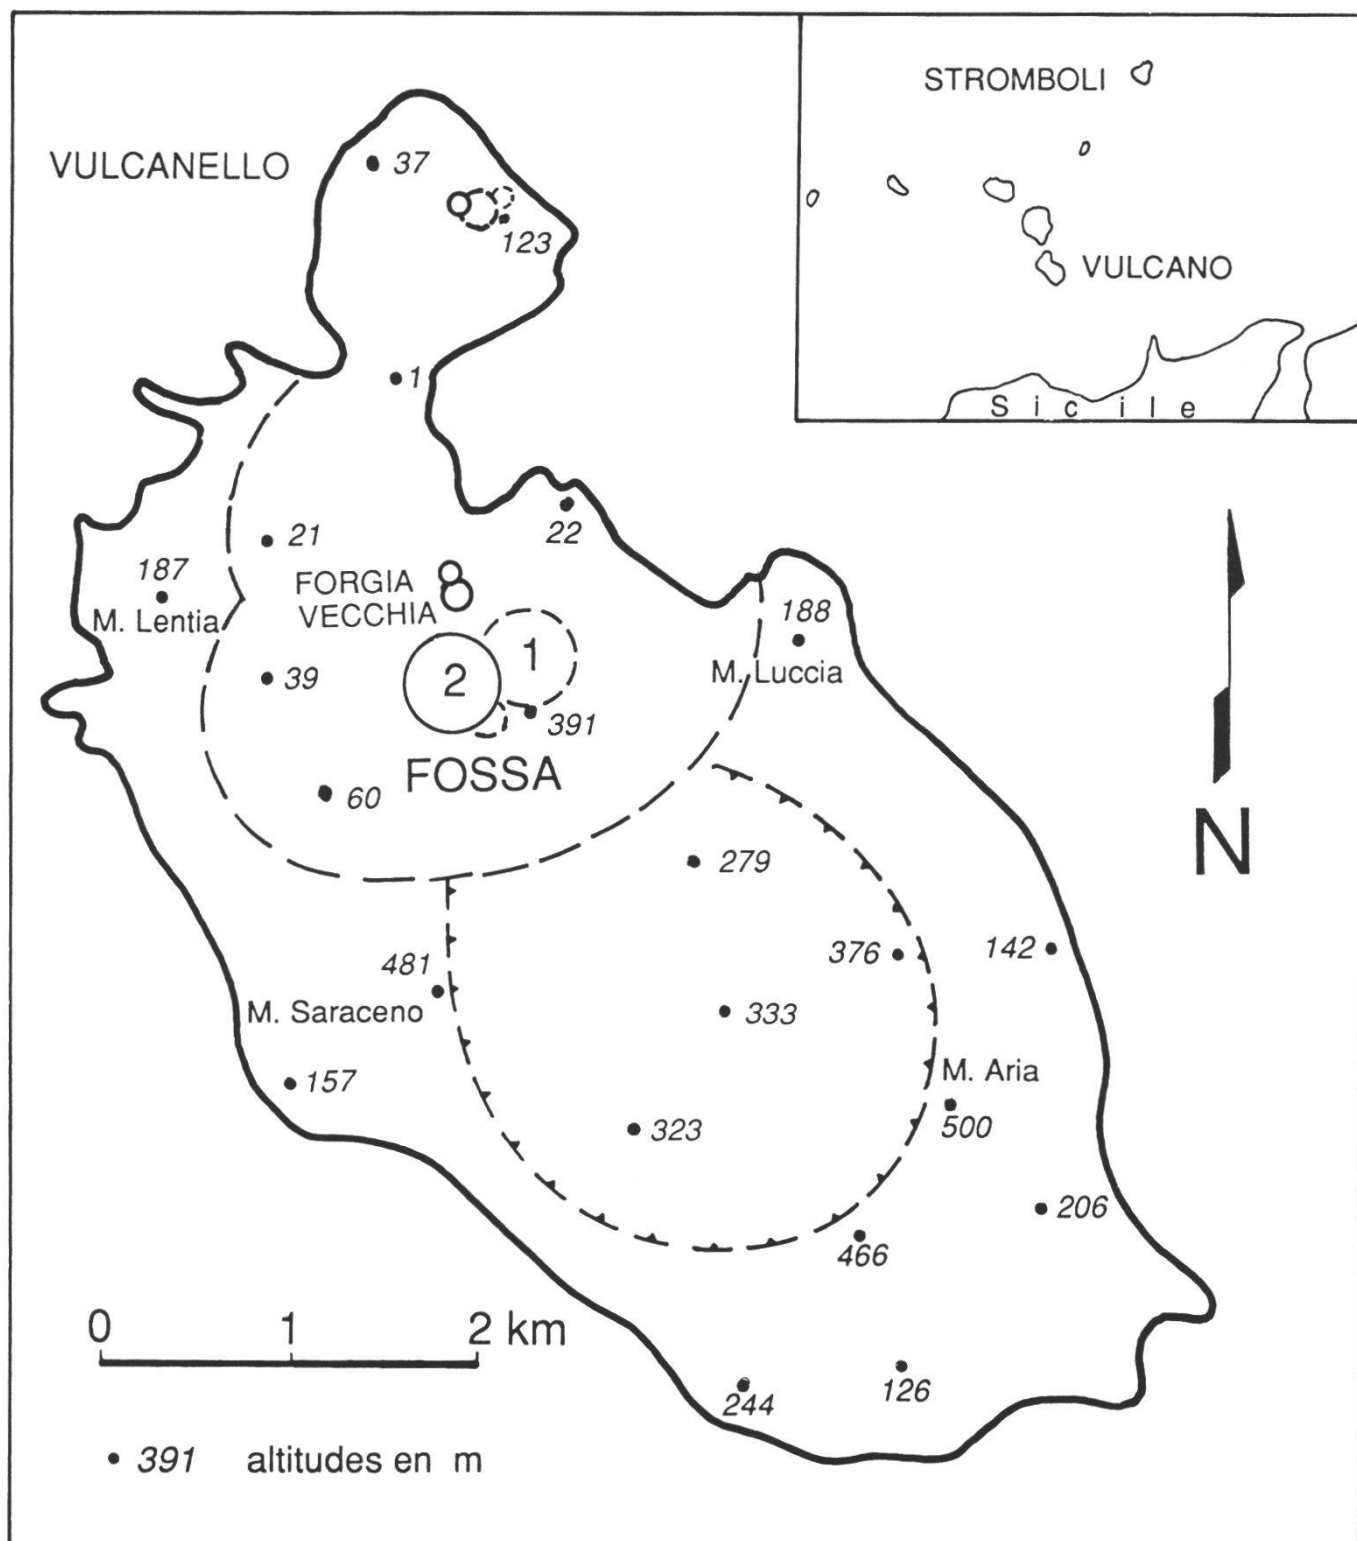 STROMBOLI
VULCANO
Sicile
VULCANELLO
37
123
1
21
22
187
M. Lentia
FORGIA
VECCHIA
188
M. Luccia
1
2
39
391
FOSSA
60
N
279
481
376
142
M. Saraceno
333
157
M. Aria
323
500
206
466
0 1 2 km
244
126
391 altitudes en m